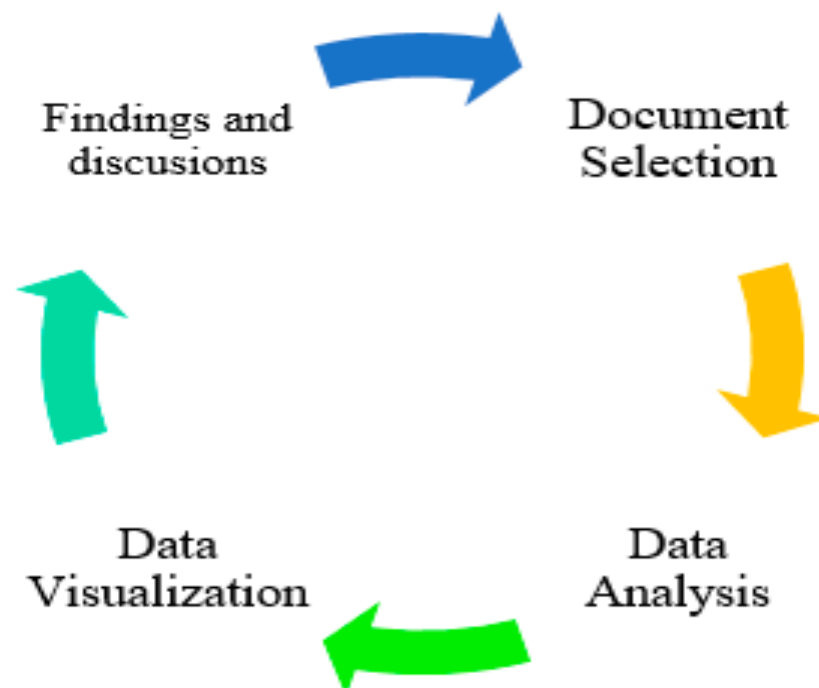 Findings and
discusions
Document
Selection
Data
Visualization
Data
Analysis